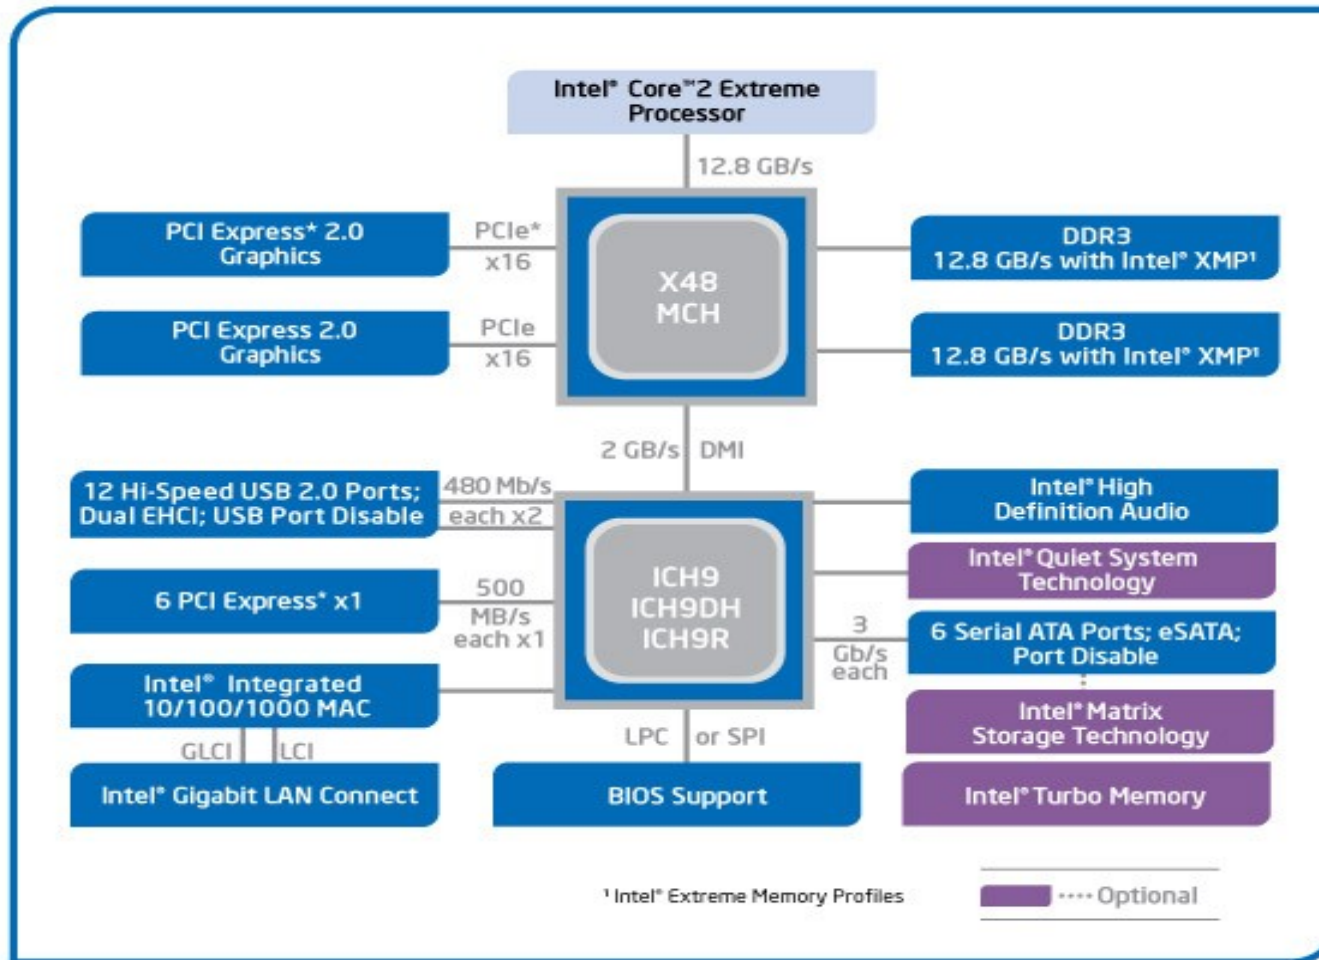 Intel® Core™2 Extreme
Processor
12.8 GB/s
PCI Express* 2.0
Graphics
PCIe*
x16
X48
MCH
DDR3
12.8 GB/s with Intel® XMP¹
PCI Express 2.0
Graphics
PCIe
x16
DDR3
12.8 GB/s with Intel® XMP¹
2 GB/s DMI
12 Hi-Speed USB 2.0 Ports;
Dual EHCI; USB Port Disable
480 Mb/s
each x2
Intel® High
Definition Audio
ICH9
ICH9DH
ICH9R
Intel® Quiet System
Technology
6 PCI Express* x1
500
MB/s
each x1
3
Gb/s
each
6 Serial ATA Ports; eSATA;
Port Disable
Intel® Integrated
10/100/1000 MAC
Intel® Matrix
Storage Technology
GLCI LCI
LPC or SPI
Intel® Gigabit LAN Connect
BIOS Support
Intel® Turbo Memory
¹ Intel® Extreme Memory Profiles
Optional